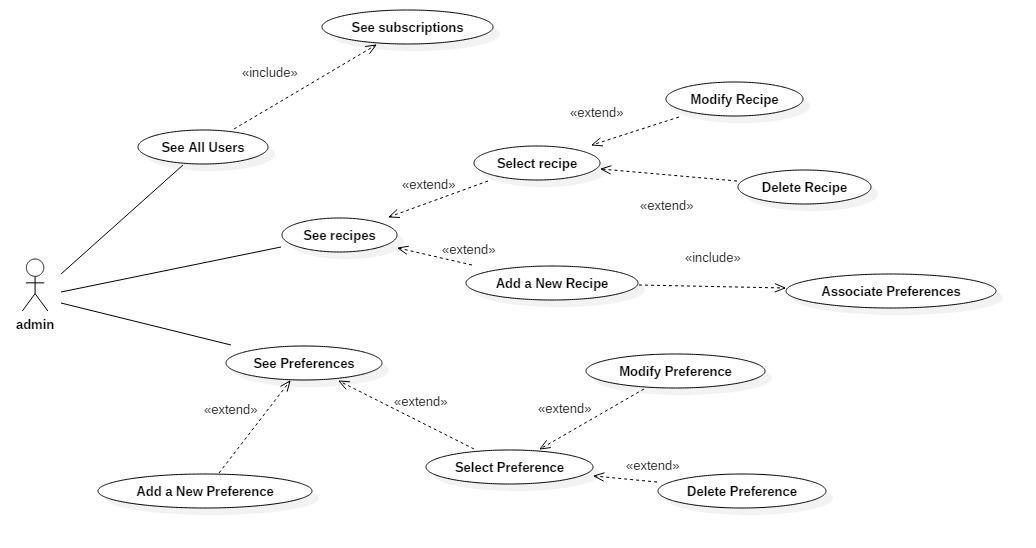 See subscriptions
«include»
Modify Recipe
«extend»
See All Users
Select recipe
«extend»
Delete Recipe
«extend»
See recipes
«extend»
«include»
Add a New Recipe
Associate Preferences
admin
See Preferences
Modify Preference
«extend»
«extend»
«extend»
Select Preference
«extend»
Add a New Preference
Delete Preference